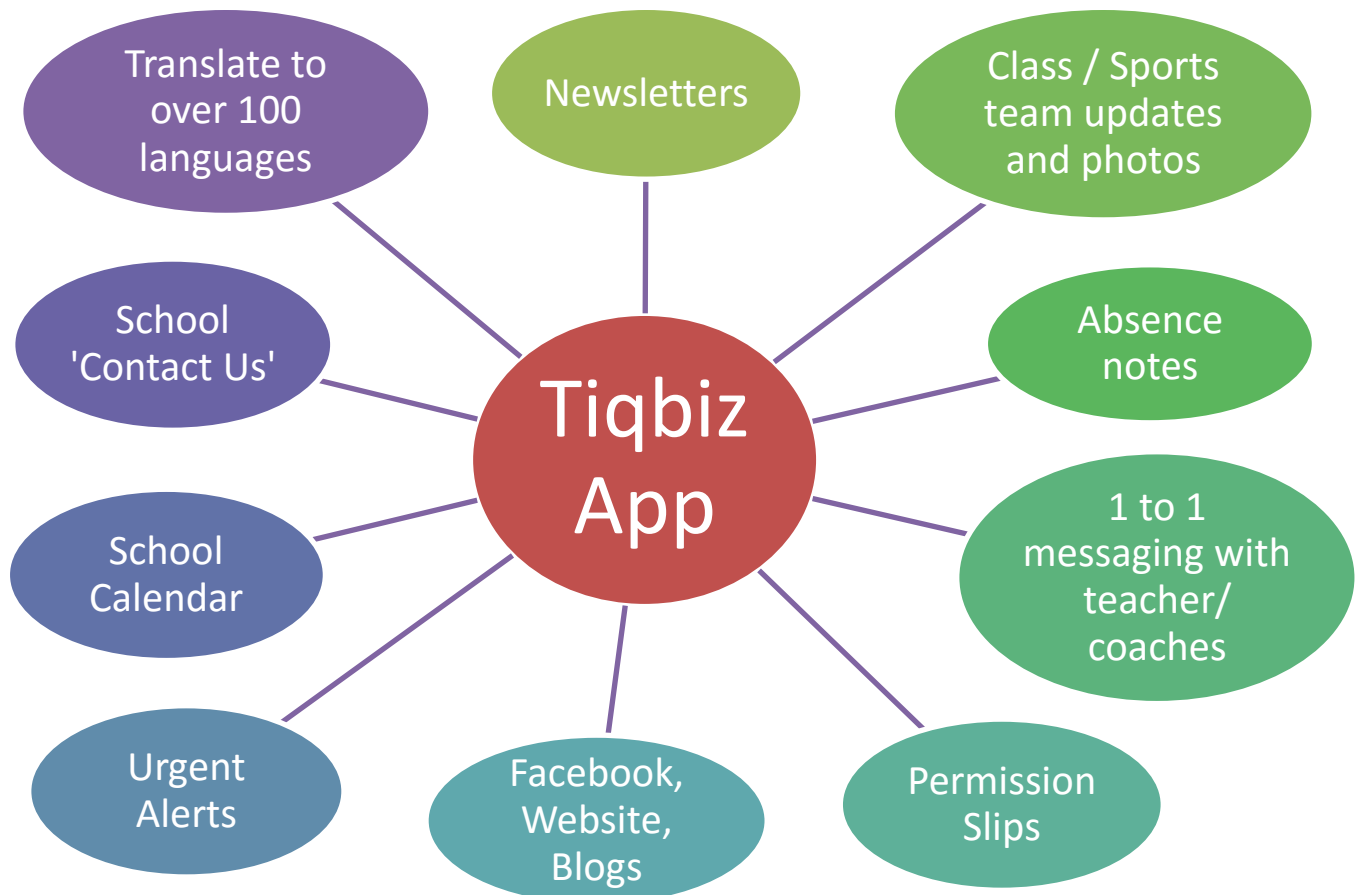 Translate to
over 100
languages
Newsletters
Class / Sports
team updates
and photos
School
'Contact Us'
Tiqbiz
App
Absence
notes
School
Calendar
1 to 1
messaging with
teacher/
coaches
Urgent
Alerts
Facebook,
Website,
Blogs
Permission
Slips